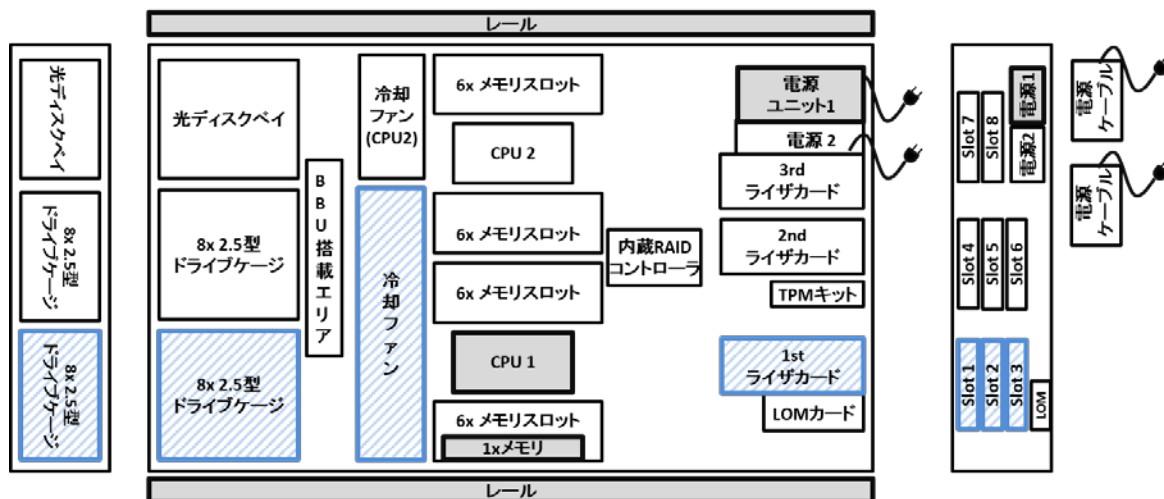 レール
光ディスクベイ
8x 2.5型
ドライブケージ
8x 2.5型
ドライブケージ
光ディスクベイ
8x 2.5型
ドライブケージ
8x 2.5型
ドライブケージ
BBU搭載エリア
冷却
ファン
(CPU2)
冷却ファン
6x メモリスロット
CPU 2
6x メモリスロット
6x メモリスロット
CPU 1
6x メモリスロット
1xメモリ
内蔵RAID
コントローラ
電源
ユニット1
電源 2
3rd
ライザカード
2nd
ライザカード
TPMキット
1st
ライザカード
LOMカード
レール
Slot 7
Slot 8
電源1
電源2
Slot 4
Slot 5
Slot 6
Slot 1
Slot 2
Slot 3
LOM
電源
ケーブル
電源
ケーブル